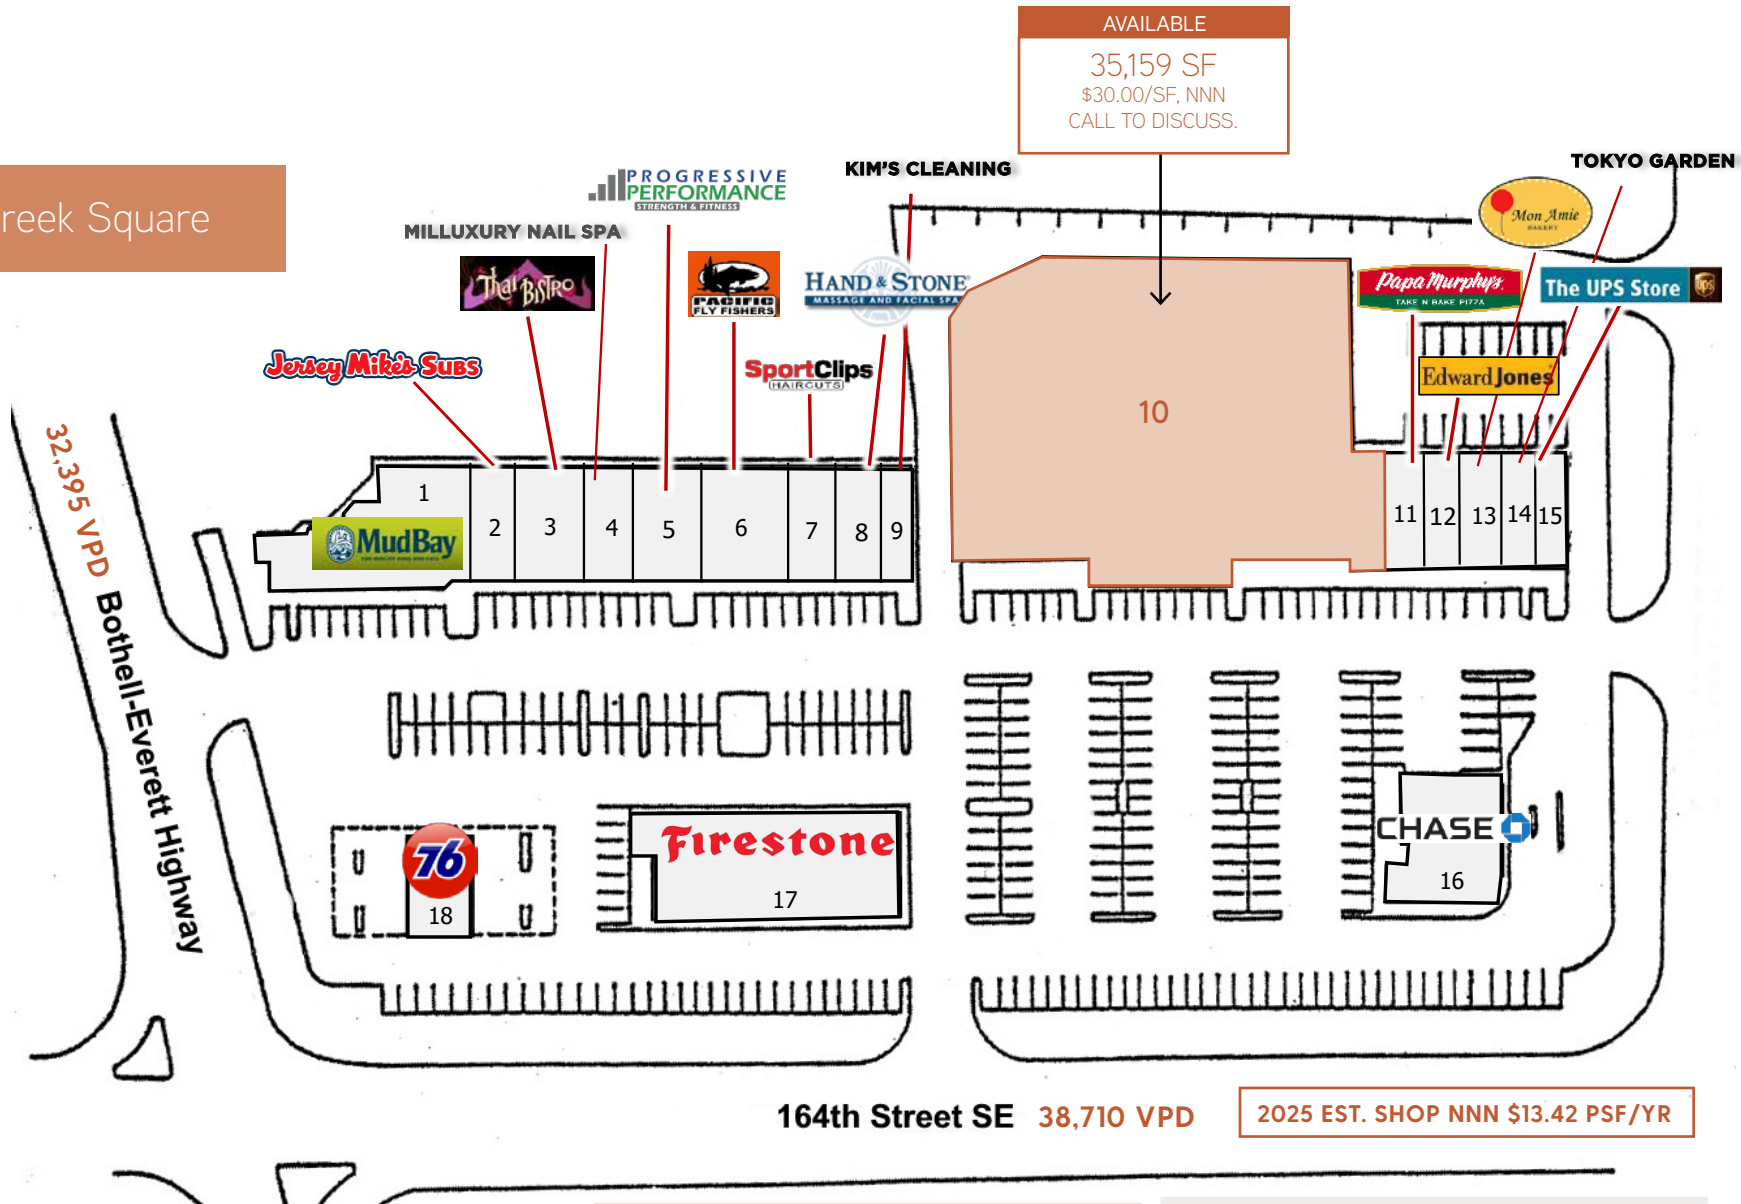 AVAILABLE
35,159 SF
$30.00/SF, NNN
CALL TO DISCUSS.
reek Square
PROGRESSIVE
PERFORMANCE
STRENGTH & FITNESS
KIM'S CLEANING
TOKYO GARDEN
MILLUXURY NAIL SPA
Mon Amie
BAKERY
Thai Bistro
PACIFIC
FLY FISHERS
HAND & STONE
MASSAGE AND FACIAL SPA
Papa Murphy's
TAKE N BAKE PIZZA
The UPS Store
ups
Jersey Mike's SUBS
SportClips
HAIRCUTS
Edward Jones
10
32,395 VPD Bothell-Everett Highway
1
MudBay
2
3
4
5
6
7
8
9
11
12
13
14
15
76
18
Firestone
17
CHASE
16
164th Street SE 38,710 VPD
2025 EST. SHOP NNN $13.42 PSF/YR